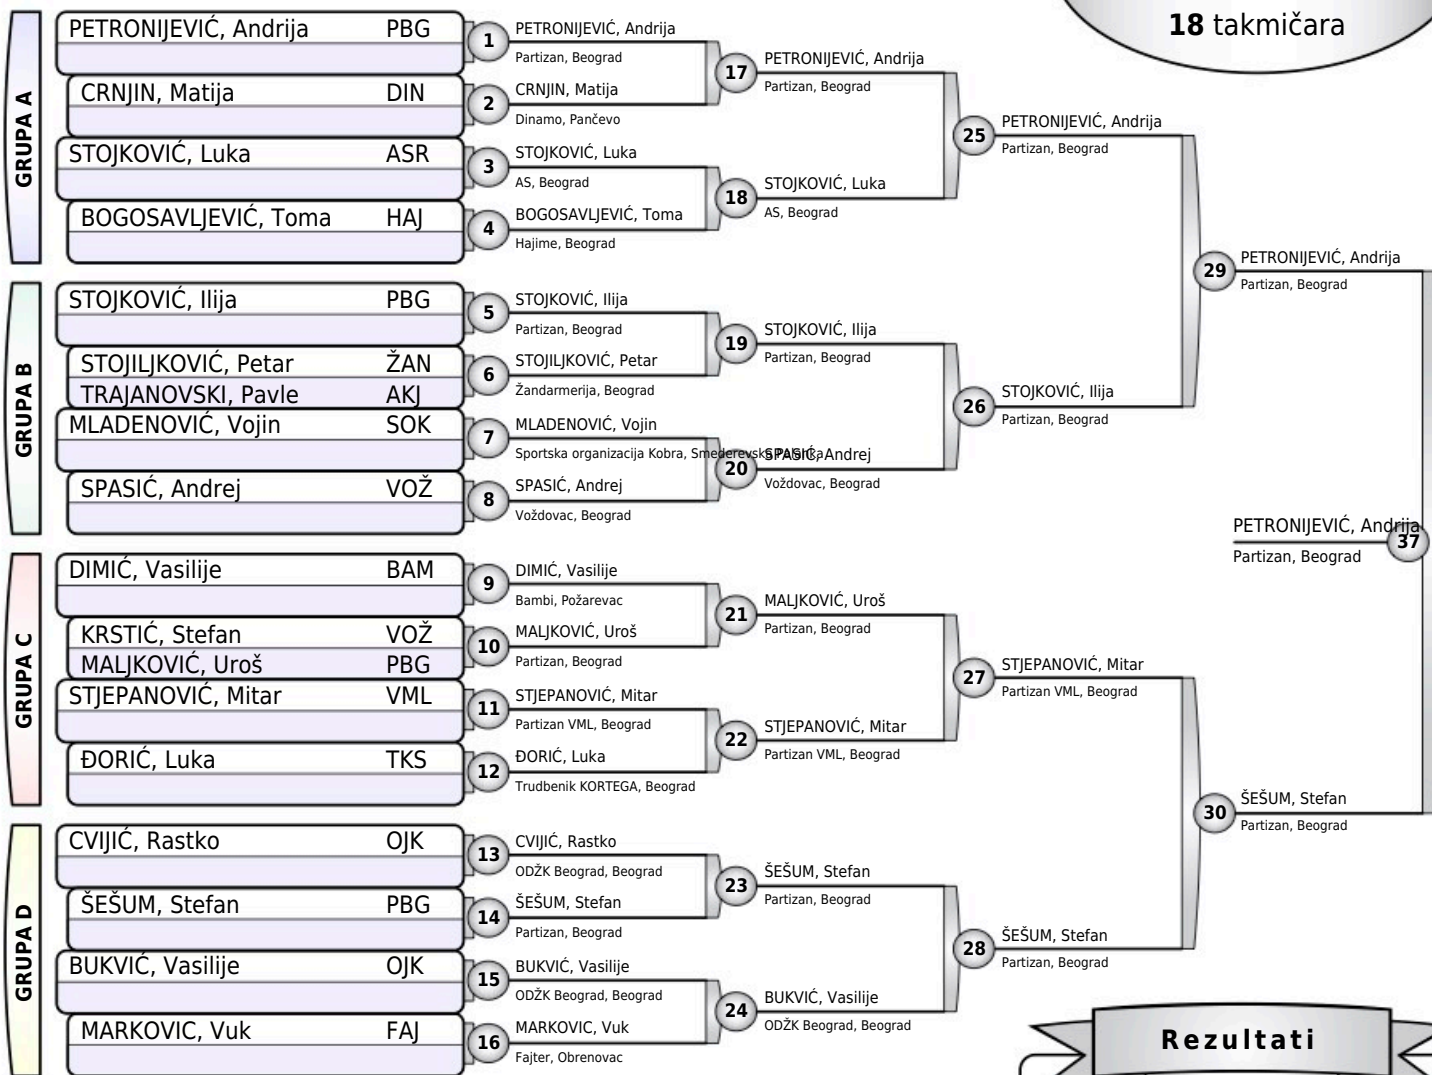 18 takmičara
GRUPA A
PETRONIJEVIĆ, Andrija PBG
CRNJIN, Matija DIN
STOJKOVIĆ, Luka ASR
BOGOSAVLJEVIĆ, Toma HAJ
GRUPA B
STOJKOVIĆ, Ilija PBG
STOJILJKOVIĆ, Petar ŽAN
TRAJANOVSKI, Pavle AKJ
MLADENOVIĆ, Vojin SOK
SPASIĆ, Andrej VOŽ
GRUPA C
DIMIĆ, Vasilije BAM
KRSTIĆ, Stefan VOŽ
MALJKOVIĆ, Uroš PBG
STJEPANOVIĆ, Mitar VML
ĐORIĆ, Luka TKS
GRUPA D
CVIJIĆ, Rastko OJK
ŠEŠUM, Stefan PBG
BUKVIĆ, Vasilije OJK
MARKOVIC, Vuk FAJ
1 PETRONIJEVIĆ, Andrija
Partizan, Beograd
2 CRNJIN, Matija
Dinamo, Pančevo
3 STOJKOVIĆ, Luka
AS, Beograd
4 BOGOSAVLJEVIĆ, Toma
Hajime, Beograd
5 STOJKOVIĆ, Ilija
Partizan, Beograd
6 STOJILJKOVIĆ, Petar
Žandarmerija, Beograd
7 MLADENOVIĆ, Vojin
Sportska organizacija Kobra, Smederevska Palanka
8 SPASIĆ, Andrej
Voždovac, Beograd
9 DIMIĆ, Vasilije
Bambi, Požarevac
10 MALJKOVIĆ, Uroš
Partizan, Beograd
11 STJEPANOVIĆ, Mitar
Partizan VML, Beograd
12 ĐORIĆ, Luka
Trudbenik KORTEGA, Beograd
13 CVIJIĆ, Rastko
ODŽK Beograd, Beograd
14 ŠEŠUM, Stefan
Partizan, Beograd
15 BUKVIĆ, Vasilije
ODŽK Beograd, Beograd
16 MARKOVIC, Vuk
Fajter, Obrenovac
17 PETRONIJEVIĆ, Andrija
Partizan, Beograd
18 STOJKOVIĆ, Luka
AS, Beograd
19 STOJKOVIĆ, Ilija
Partizan, Beograd
20 SPASIĆ, Andrej
Voždovac, Beograd
21 MALJKOVIĆ, Uroš
Partizan, Beograd
22 STJEPANOVIĆ, Mitar
Partizan VML, Beograd
23 ŠEŠUM, Stefan
Partizan, Beograd
24 BUKVIĆ, Vasilije
ODŽK Beograd, Beograd
25 PETRONIJEVIĆ, Andrija
Partizan, Beograd
26 STOJKOVIĆ, Ilija
Partizan, Beograd
27 STJEPANOVIĆ, Mitar
Partizan VML, Beograd
28 ŠEŠUM, Stefan
Partizan, Beograd
29 PETRONIJEVIĆ, Andrija
Partizan, Beograd
30 ŠEŠUM, Stefan
Partizan, Beograd
PETRONIJEVIĆ, Andrija
37
Partizan, Beograd
Rezultati